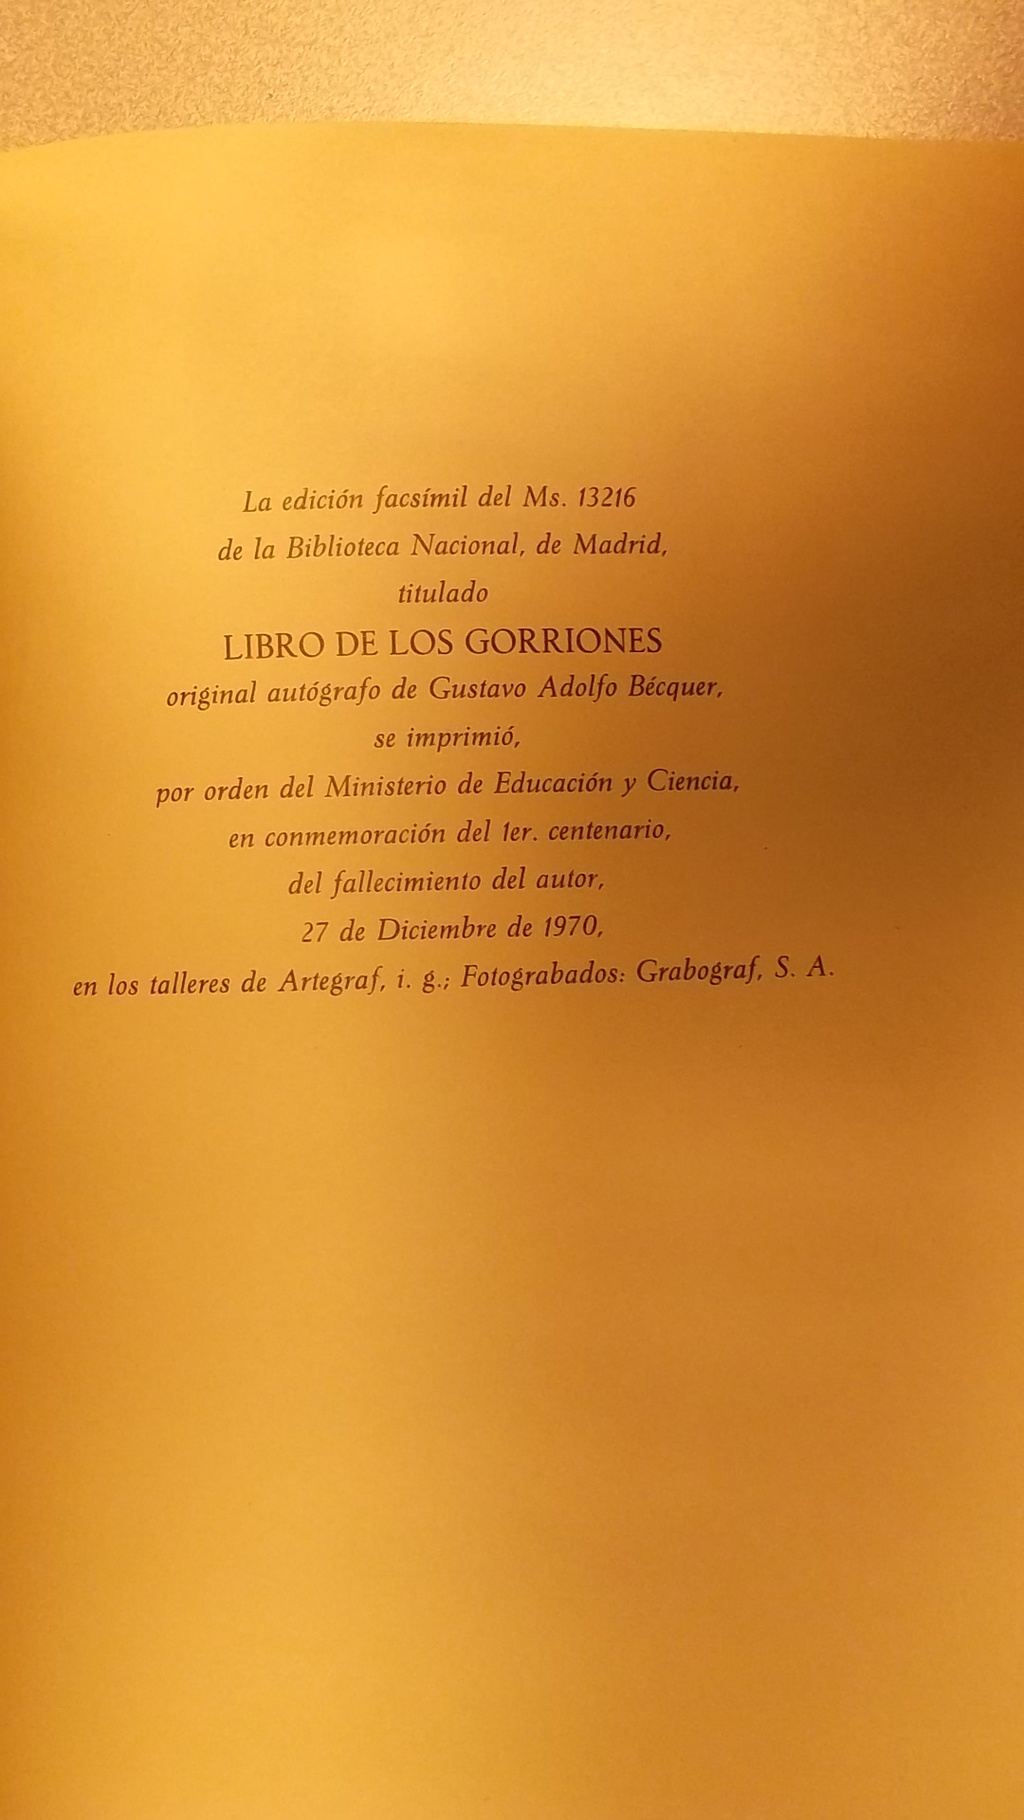 La edición facsímil del Ms. 13216
de la Biblioteca Nacional, de Madrid,
titulado
LIBRO DE LOS GORRIONES
original autógrafo de Gustavo Adolfo Bécquer,
se imprimió,
por orden del Ministerio de Educación y Ciencia,
en conmemoración del 1er. centenario,
del fallecimiento del autor,
27 de Diciembre de 1970,
en los talleres de Artegraf, i. g.; Fotograbados: Grabograf, S. A.